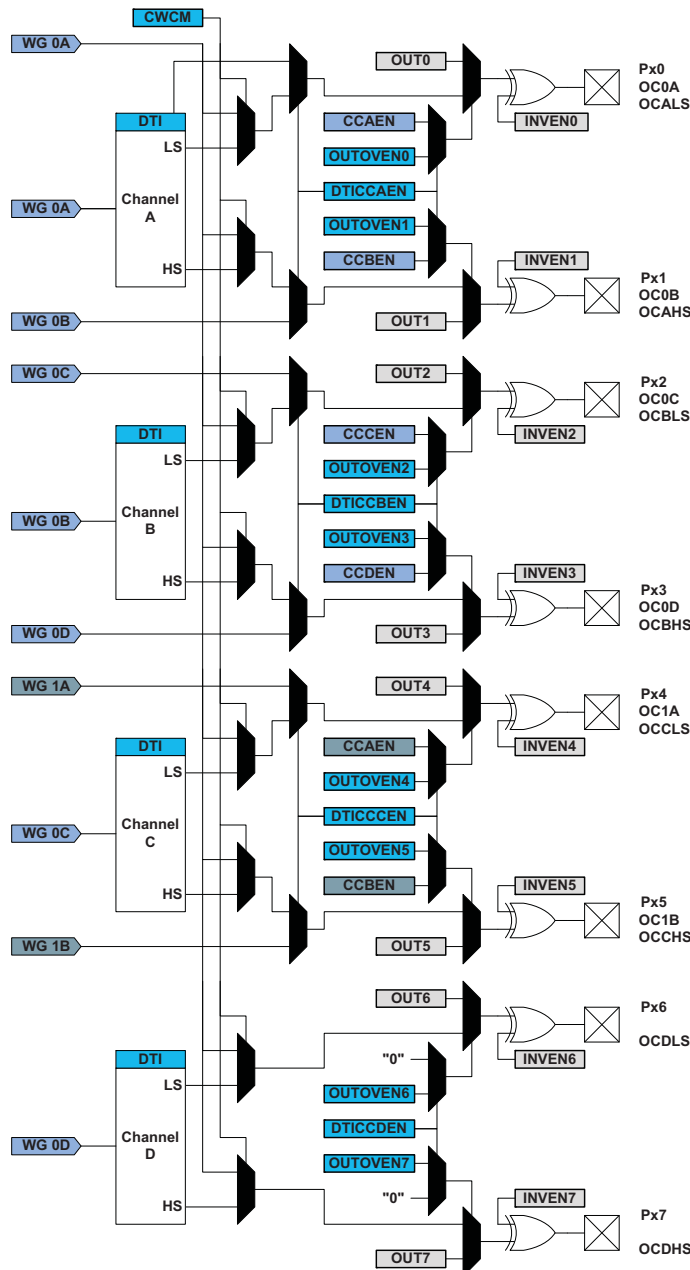 CWCM
WG 0A
OUT0
Px0
OC0A
OCALS
DTI
CCAEN
INVEN0
LS
OUTOVEN0
Channel
A
WG 0A
DTICCAEN
OUTOVEN1
HS
CCBEN
INVEN1
Px1
OC0B
OCAHS
WG 0B
OUT1
WG 0C
OUT2
Px2
OC0C
OCBLS
DTI
CCCEN
INVEN2
LS
OUTOVEN2
Channel
B
WG 0B
DTICCBEN
OUTOVEN3
HS
CCDEN
INVEN3
Px3
OC0D
OCBHS
WG 0D
OUT3
WG 1A
OUT4
Px4
OC1A
OCCLS
DTI
CCAEN
INVEN4
LS
OUTOVEN4
Channel
C
WG 0C
DTICCCEN
OUTOVEN5
HS
CCBEN
INVEN5
Px5
OC1B
OCCHS
WG 1B
OUT5
OUT6
Px6
OCDLS
DTI
"0"
INVEN6
LS
OUTOVEN6
Channel
D
WG 0D
DTICCDEN
OUTOVEN7
HS
"0"
INVEN7
Px7
OCDHS
OUT7